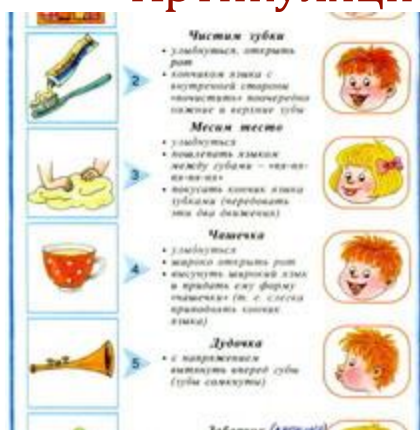 Артикуляци
Чистим зубки
• улыбнуться, открыть
рот
• кончиком языка с
внутренней стороны
«почистить» поочередно
нижние и верхние зубы
2
Месим тесто
• улыбнуться
• пошлепать языком
между губами – «пя-пя-
пя-пя-пя»
• покусать кончик языка
зубками (чередовать
эти два движения)
3
Чашечка
• улыбнуться
• широко открыть рот
• высунуть широкий язык
и придать ему форму
«чашечки» (т. е. слегка
приподнять кончик
языка)
4
Дудочка
• с напряжением
вытянуть вперед губы
(зубы сомкнуты)
5